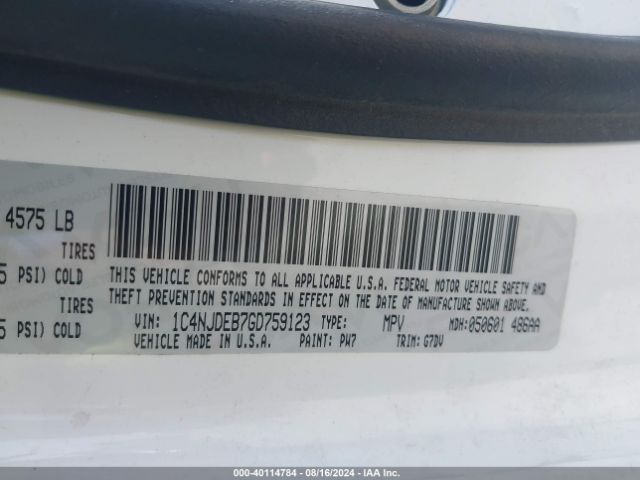 4575 LB
TIRES
5 PSI) COLD
TIRES
5 PSI) COLD
THIS VEHICLE CONFORMS TO ALL APPLICABLE U.S.A. FEDERAL MOTOR VEHICLE SAFETY AND
THEFT PREVENTION STANDARDS IN EFFECT ON THE DATE OF MANUFACTURE SHOWN ABOVE.
VIN: 1C4NJDEB7GD759123 TYPE: MPV MDH:050601 486AA
VEHICLE MADE IN U.S.A. PAINT: PW7 TRIM: G7DV
000-40114784 - 08/16/2024 - IAA Inc.